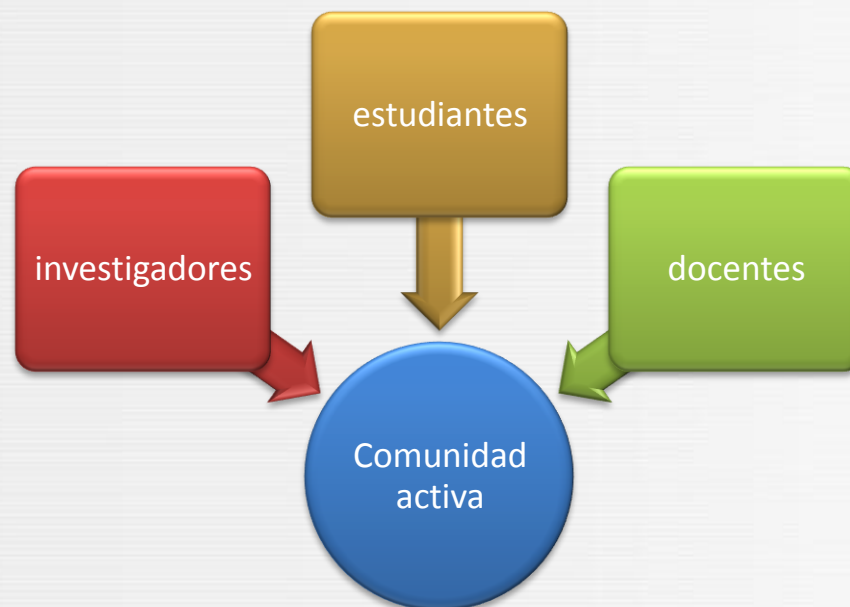 estudiantes
investigadores
docentes
Comunidad
activa